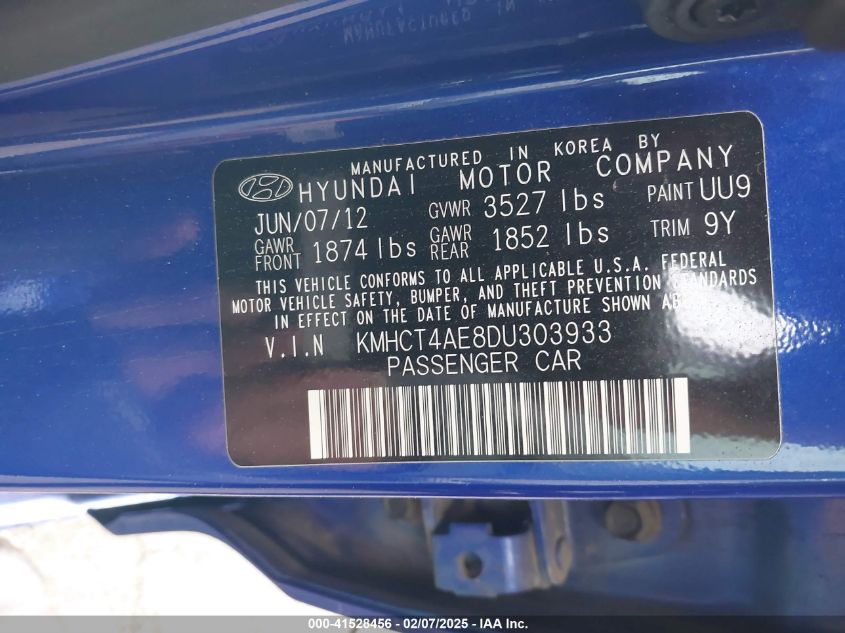 MANUFACTURED IN KOREA BY
HYUNDAI MOTOR COMPANY
JUN/07/12 GVWR 3527 lbs PAINT UU9
GAWR FRONT 1874 lbs GAWR REAR 1852 lbs TRIM 9Y
THIS VEHICLE CONFORMS TO ALL APPLICABLE U.S.A. FEDERAL
MOTOR VEHICLE SAFETY, BUMPER, AND THEFT PREVENTION STANDARDS
IN EFFECT ON THE DATE OF MANUFACTURE SHOWN
V.I.N KMHCT4AE8DU303933
PASSENGER CAR
000-41528456 - 02/07/2025 - IAA Inc.